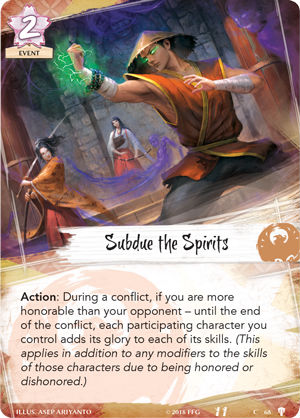 2
EVENT
Subdue the Spirits
Action: During a conflict, if you are more
honorable than your opponent – until the end
of the conflict, each participating character you
control adds its glory to each of its skills. (This
applies in addition to any modifiers to the skills
of those characters due to being honored or
dishonored.)
ILLUS. ASEP ARIYANTO
© 2018 FFG
11
C 68